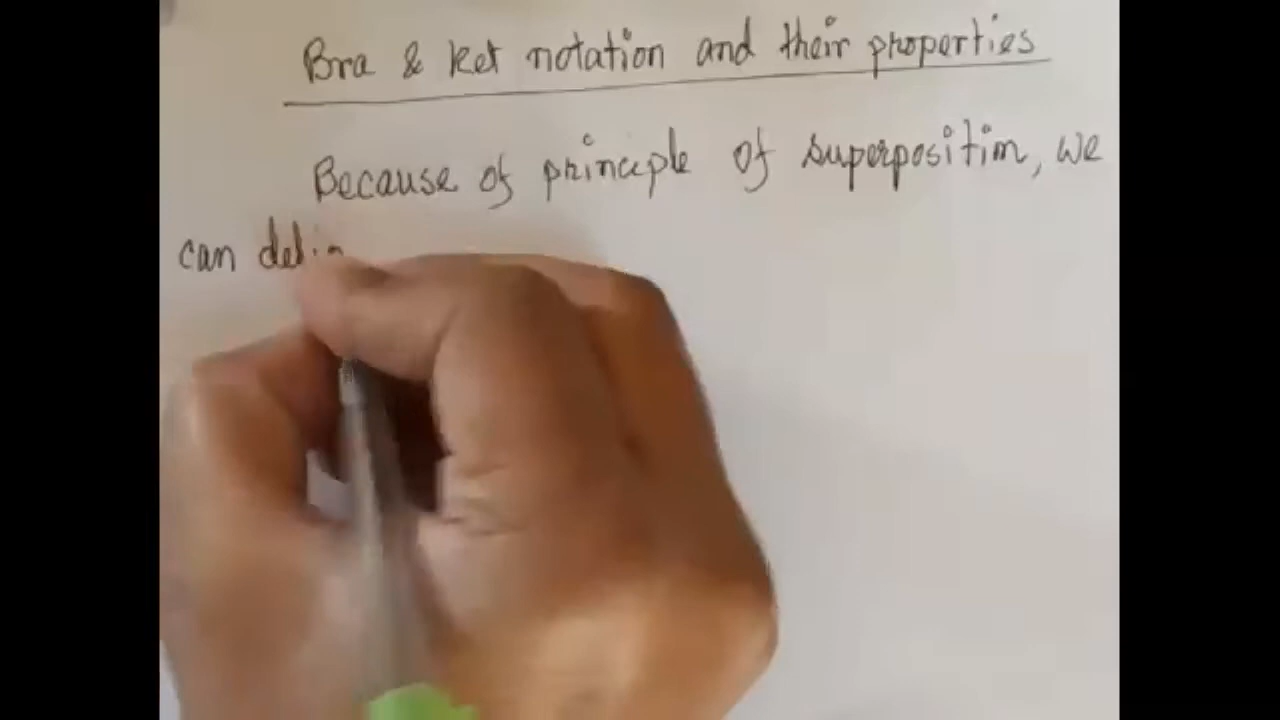 Bra & ket notation and their properties
Because of principle of superposition, we
can